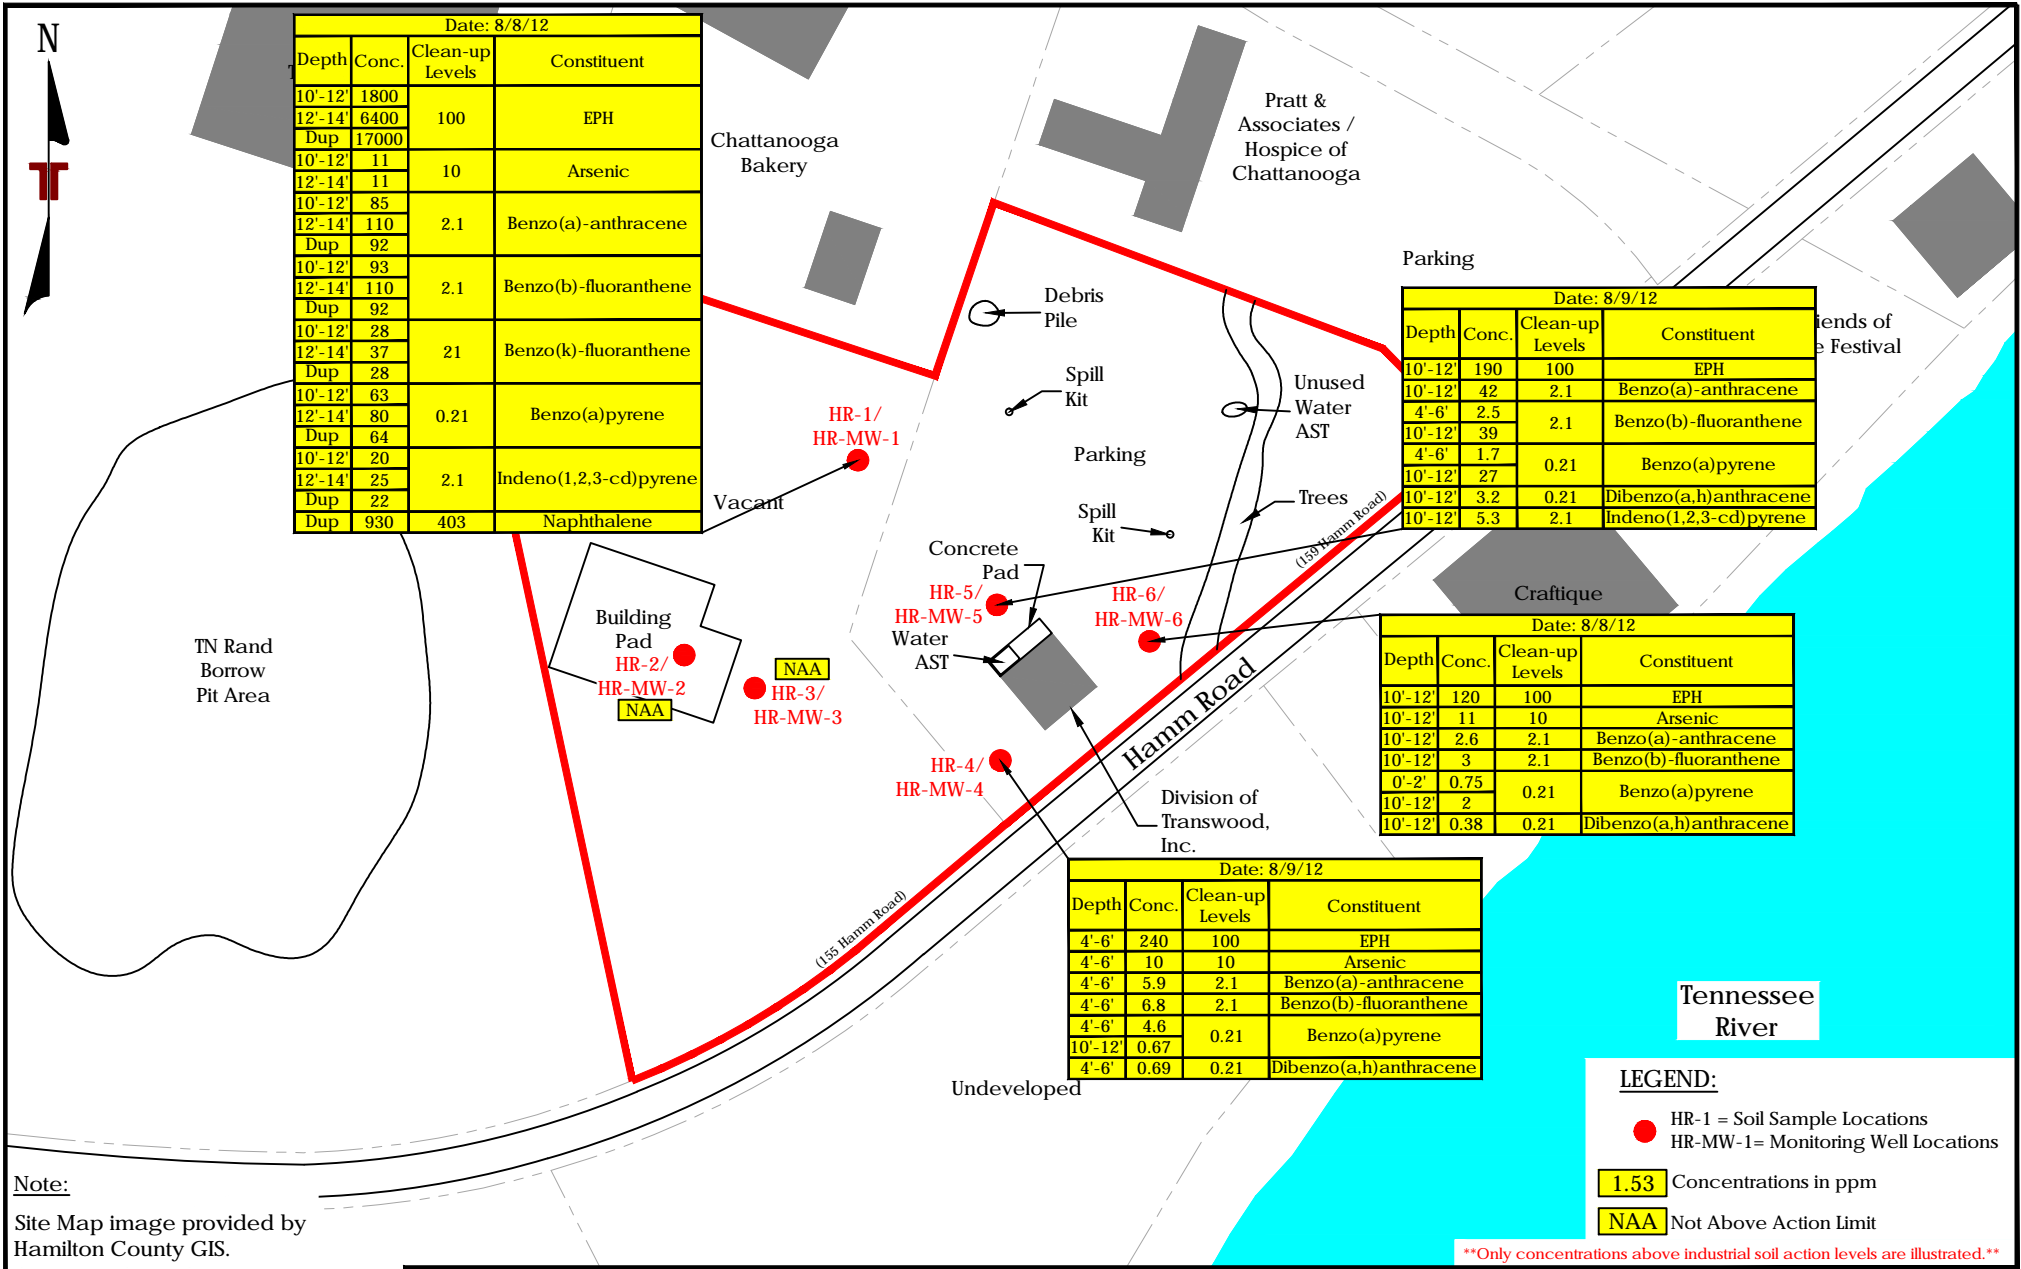 N
Date: 8/8/12
Depth Conc. Clean-up Levels Constituent
10'-12' 1800
12'-14' 6400 100 EPH
Dup 17000
10'-12' 11 10 Arsenic
12'-14' 11
10'-12' 85
12'-14' 110 2.1 Benzo(a)-anthracene
Dup 92
10'-12' 93
12'-14' 110 2.1 Benzo(b)-fluoranthene
Dup 92
10'-12' 28
12'-14' 37 21 Benzo(k)-fluoranthene
Dup 28
10'-12' 63
12'-14' 80 0.21 Benzo(a)pyrene
Dup 64
10'-12' 20
12'-14' 25 2.1 Indeno(1,2,3-cd)pyrene
Dup 22
Dup 930 403 Naphthalene
Chattanooga
Bakery
Pratt &
Associates /
Hospice of
Chattanooga
Parking
Debris
Pile
Spill
Kit
Unused
Water
AST
Parking
Trees
Spill
Kit
HR-1/
HR-MW-1
Vacant
Concrete
Pad
HR-5/
HR-MW-5
Water
AST
HR-6/
HR-MW-6
(159 Hamm Road)
iends of
e Festival
Date: 8/9/12
Depth Conc. Clean-up Levels Constituent
10'-12' 190 100 EPH
10'-12' 42 2.1 Benzo(a)-anthracene
4'-6' 2.5 2.1 Benzo(b)-fluoranthene
10'-12' 39
4'-6' 1.7 0.21 Benzo(a)pyrene
10'-12' 27
10'-12' 3.2 0.21 Dibenzo(a,h)anthracene
10'-12' 5.3 2.1 Indeno(1,2,3-cd)pyrene
Craftique
Date: 8/8/12
Depth Conc. Clean-up Levels Constituent
10'-12' 120 100 EPH
10'-12' 11 10 Arsenic
10'-12' 2.6 2.1 Benzo(a)-anthracene
10'-12' 3 2.1 Benzo(b)-fluoranthene
0'-2' 0.75 0.21 Benzo(a)pyrene
10'-12' 2
10'-12' 0.38 0.21 Dibenzo(a,h)anthracene
TN Rand
Borrow
Pit Area
Building
Pad
HR-2/
HR-MW-2
NAA
NAA
HR-3/
HR-MW-3
HR-4/
HR-MW-4
Hamm Road
Division of
Transwood,
Inc.
(155 Hamm Road)
Date: 8/9/12
Depth Conc. Clean-up Levels Constituent
4'-6' 240 100 EPH
4'-6' 10 10 Arsenic
4'-6' 5.9 2.1 Benzo(a)-anthracene
4'-6' 6.8 2.1 Benzo(b)-fluoranthene
4'-6' 4.6 0.21 Benzo(a)pyrene
10'-12' 0.67
4'-6' 0.69 0.21 Dibenzo(a,h)anthracene
Undeveloped
Tennessee
River
LEGEND:
HR-1 = Soil Sample Locations
HR-MW-1= Monitoring Well Locations
1.53 Concentrations in ppm
NAA Not Above Action Limit
**Only concentrations above industrial soil action levels are illustrated.**
Note:
Site Map image provided by
Hamilton County GIS.